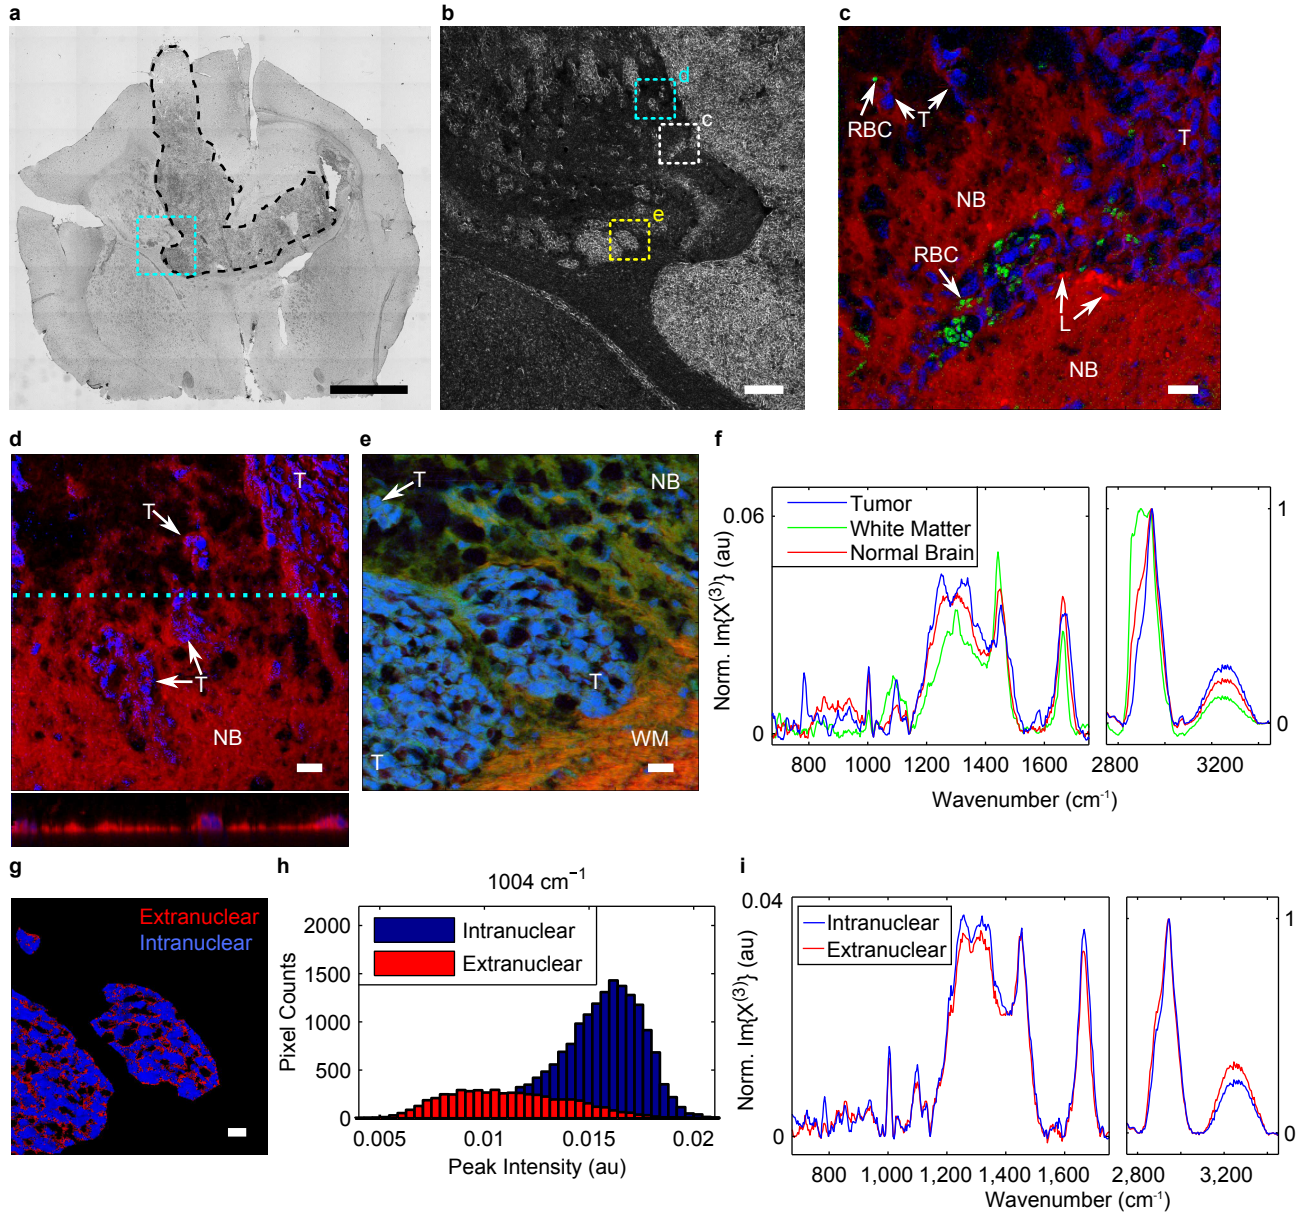 a
b
d
c
e
c
RBC
T
T
NB
RBC
L
NB
d
T
T
T
NB
e
T
NB
T
WM
T
f
Tumor
White Matter
Normal Brain
0.06
0
Norm. Im{X(3)} (au)
800 1000 1200 1400 1600 2800 3200
1
0
Wavenumber (cm-1)
g
Extranuclear
Intranuclear
h
1004 cm−1
Intranuclear
Extranuclear
2000
1500
1000
500
0
Pixel Counts
0.005 0.01 0.015 0.02
Peak Intensity (au)
i
Intranuclear
Extranuclear
0.04
0
Norm. Im{X(3)} (au)
800 1,000 1,200 1,400 1,600 2,800 3,200
1
0
Wavenumber (cm-1)